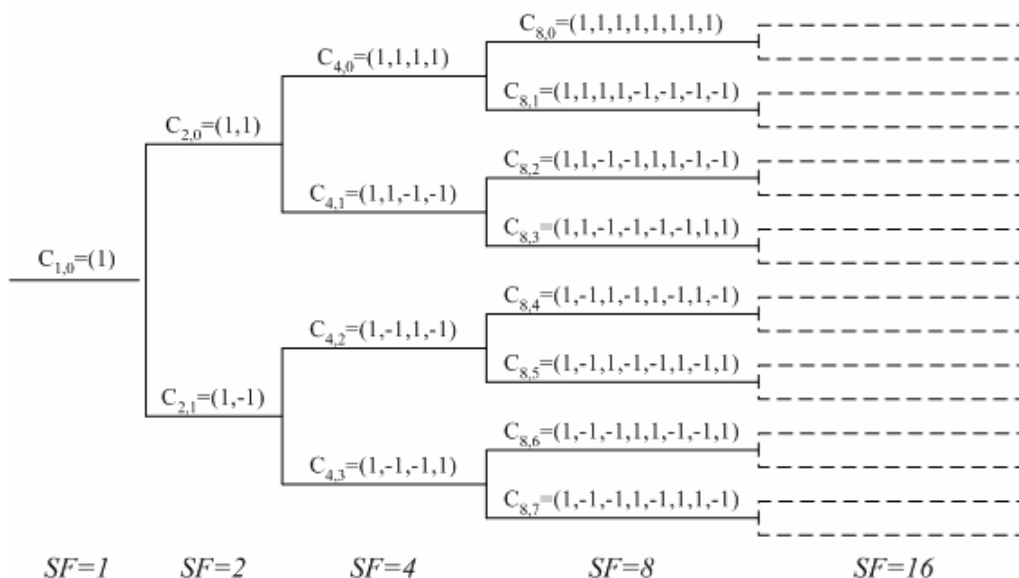 C8,0=(1,1,1,1,1,1,1,1)
C4,0=(1,1,1,1)
C8,1=(1,1,1,1,-1,-1,-1,-1)
C2,0=(1,1)
C8,2=(1,1,-1,-1,1,1,-1,-1)
C4,1=(1,1,-1,-1)
C8,3=(1,1,-1,-1,-1,-1,1,1)
C1,0=(1)
C8,4=(1,-1,1,-1,1,-1,1,-1)
C4,2=(1,-1,1,-1)
C8,5=(1,-1,1,-1,-1,1,-1,1)
C2,1=(1,-1)
C8,6=(1,-1,-1,1,1,-1,-1,1)
C4,3=(1,-1,-1,1)
C8,7=(1,-1,-1,1,-1,1,1,-1)
SF=1 SF=2 SF=4 SF=8 SF=16